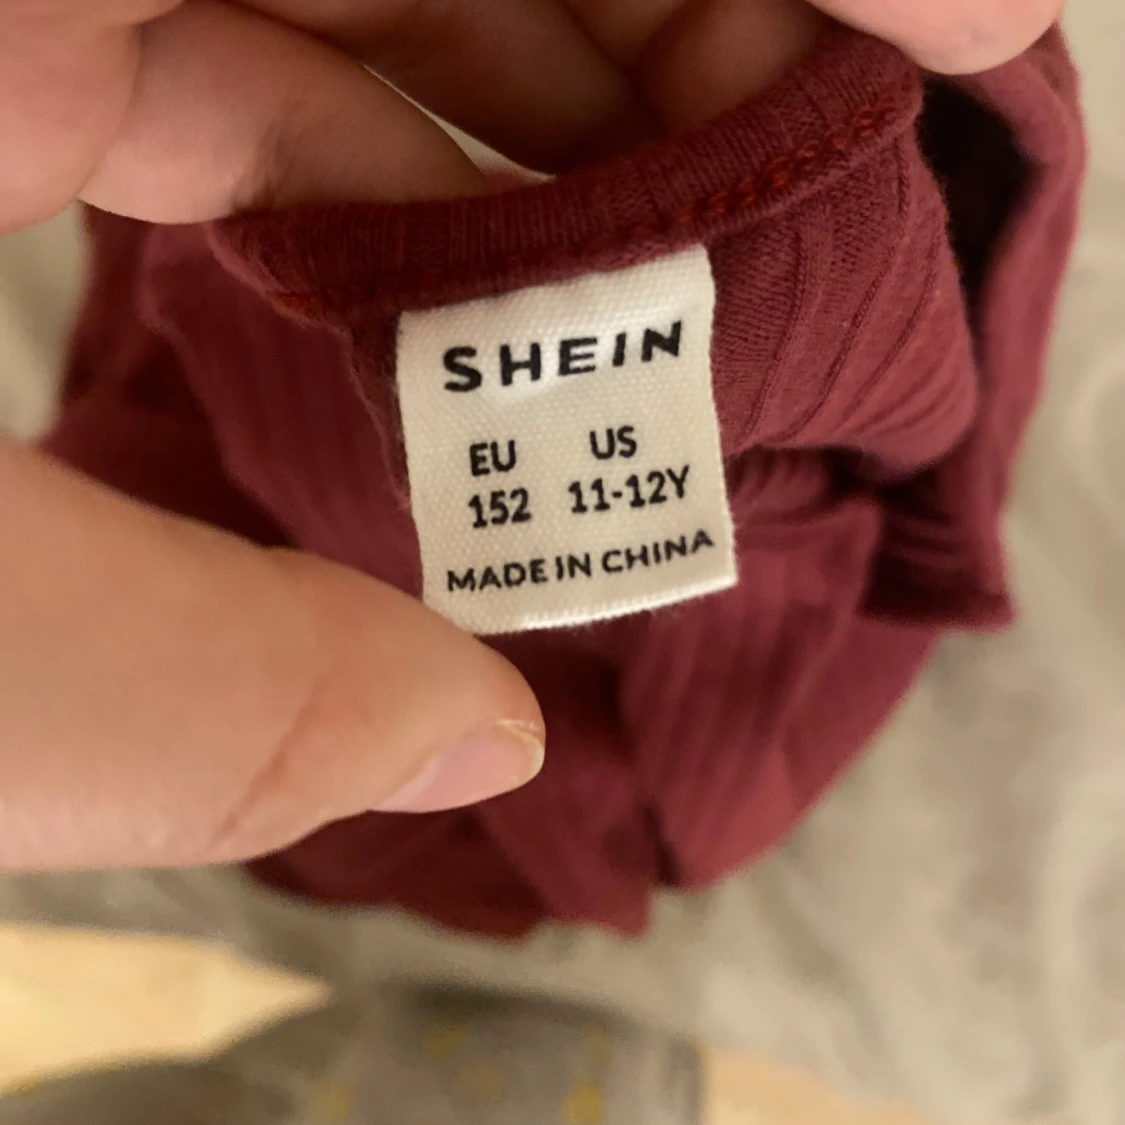 SHEIN
EU US
152 11-12Y
MADE IN CHINA